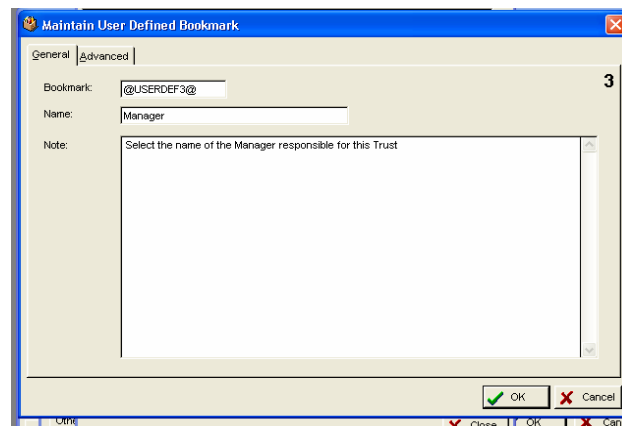 Maintain User Defined Bookmark
General Advanced
3
Bookmark: @USERDEF3@
Name: Manager
Note: Select the name of the Manager responsible for this Trust
OK Cancel
Close OK